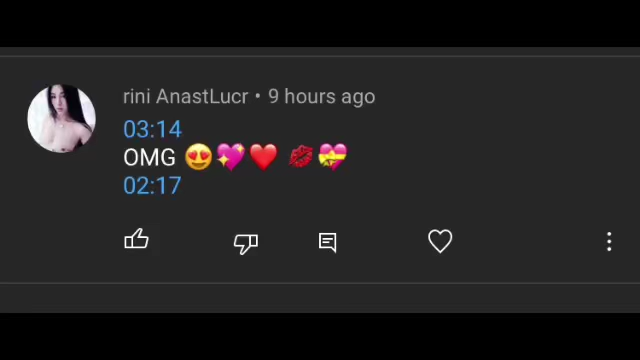 rini AnastLucr • 9 hours ago
03:14
OMG 😍💖❤️ 💋💝
02:17